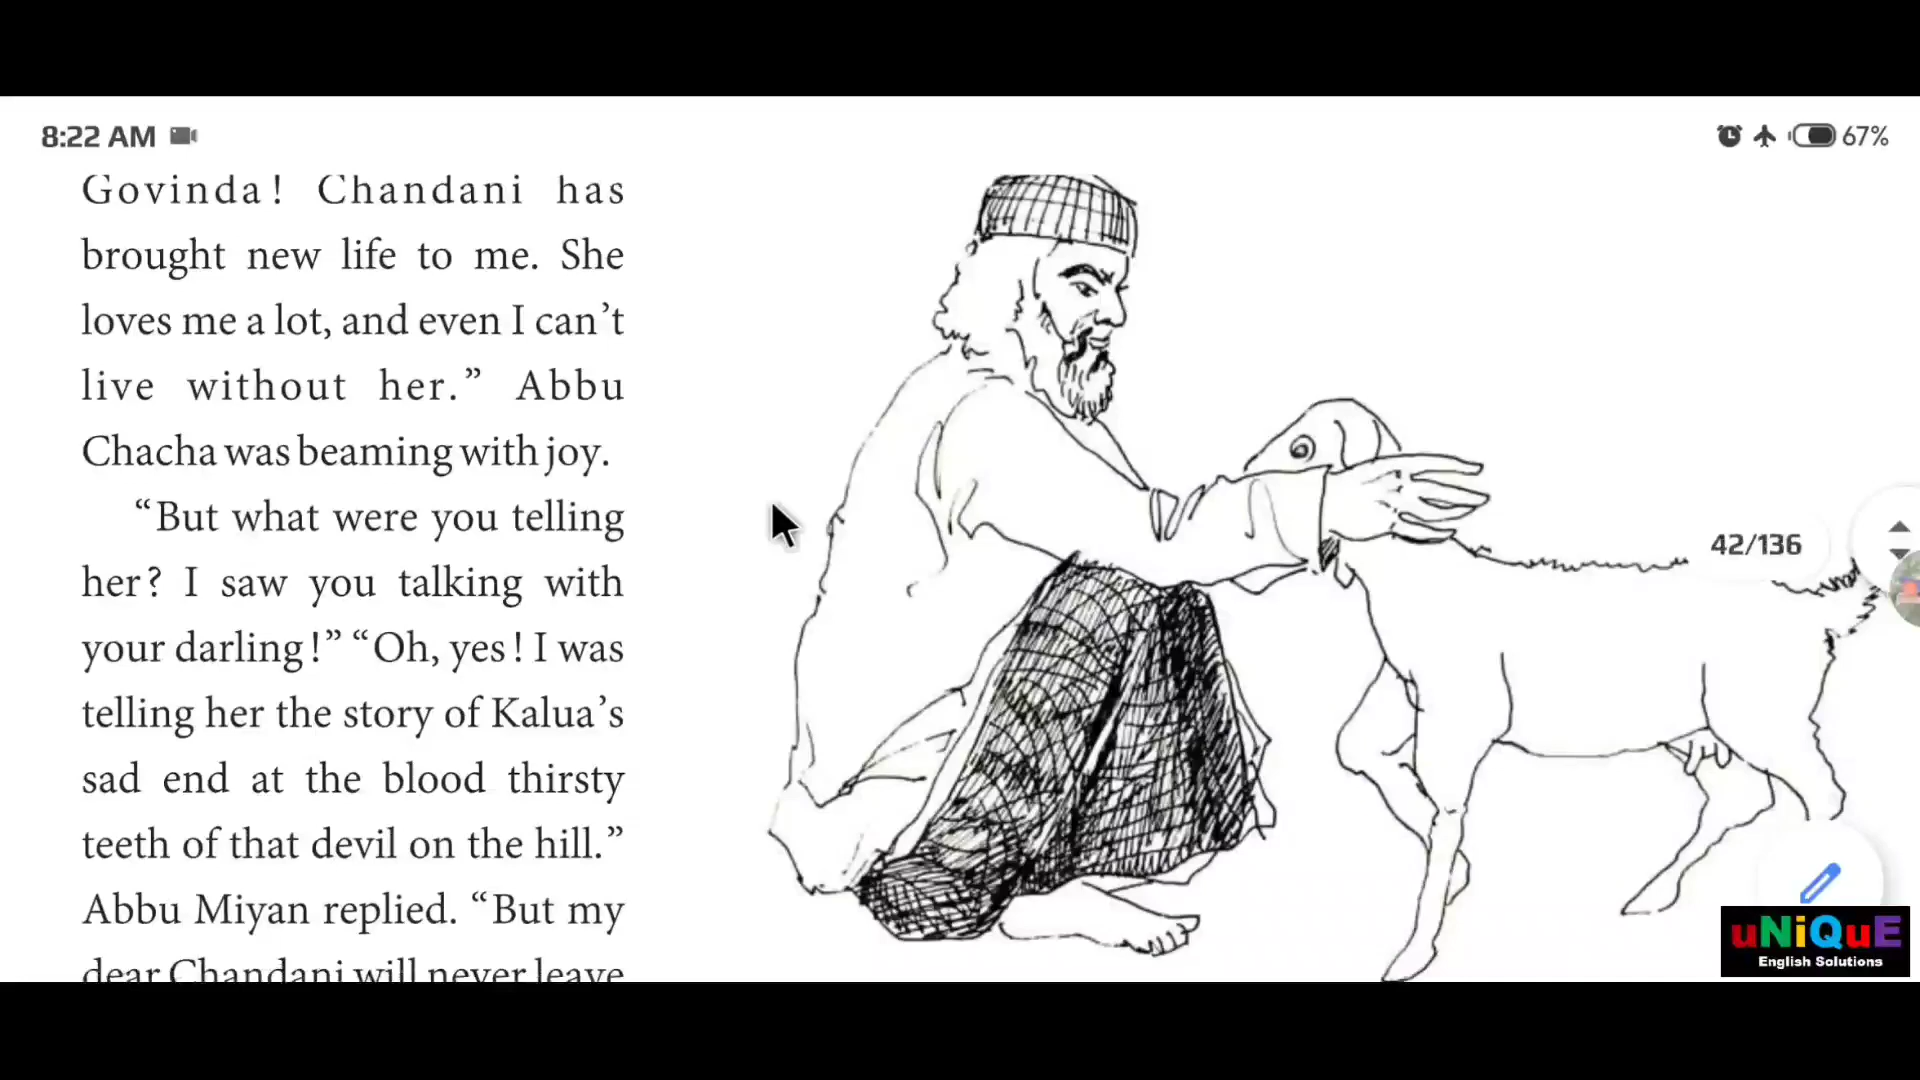 8:22 AM
67%
Govinda! Chandani has
brought new life to me. She
loves me a lot, and even I can’t
live without her.” Abbu
Chacha was beaming with joy.
“But what were you telling
her? I saw you talking with
your darling!” “Oh, yes! I was
telling her the story of Kalua’s
sad end at the blood thirsty
teeth of that devil on the hill.”
Abbu Miyan replied. “But my
dear Chandani will never leave
42/136
uNiQuE
English Solutions